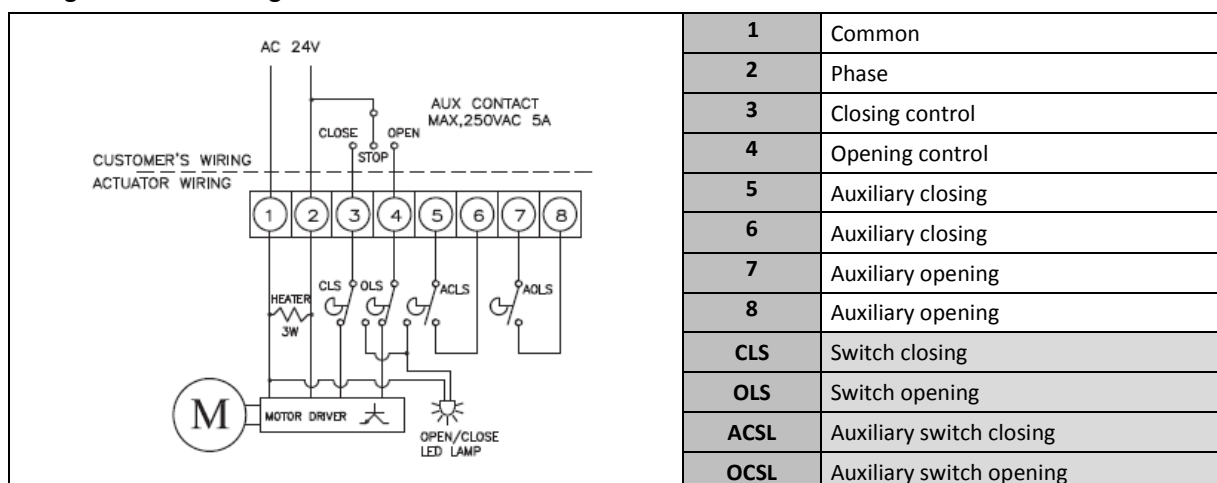 AC 24V
AUX CONTACT
MAX,250VAC 5A
CLOSE
OPEN
STOP
CUSTOMER'S WIRING
ACTUATOR WIRING
1 2 3 4 5 6 7 8
CLS
OLS
ACLS
AOLS
HEATER
3W
M
MOTOR DRIVER
OPEN/CLOSE
LED LAMP
1 Common
2 Phase
3 Closing control
4 Opening control
5 Auxiliary closing
6 Auxiliary closing
7 Auxiliary opening
8 Auxiliary opening
CLS Switch closing
OLS Switch opening
ACSL Auxiliary switch closing
OCSL Auxiliary switch opening